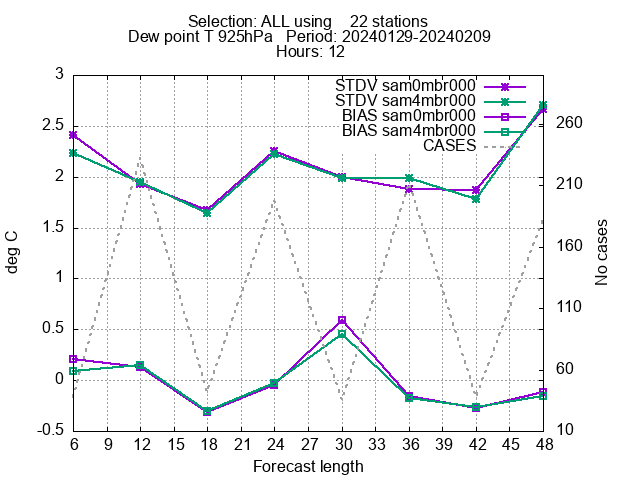 Selection: ALL using 22 stations
Dew point T 925hPa Period: 20240129-20240209
Hours: 12
STDV sam0mbr000
STDV sam4mbr000
BIAS sam0mbr000
BIAS sam4mbr000
CASES
3
2.5
2
1.5
1
0.5
0
-0.5
deg C
260
210
160
110
60
10
No cases
6 9 12 15 18 21 24 27 30 33 36 39 42 45 48
Forecast length